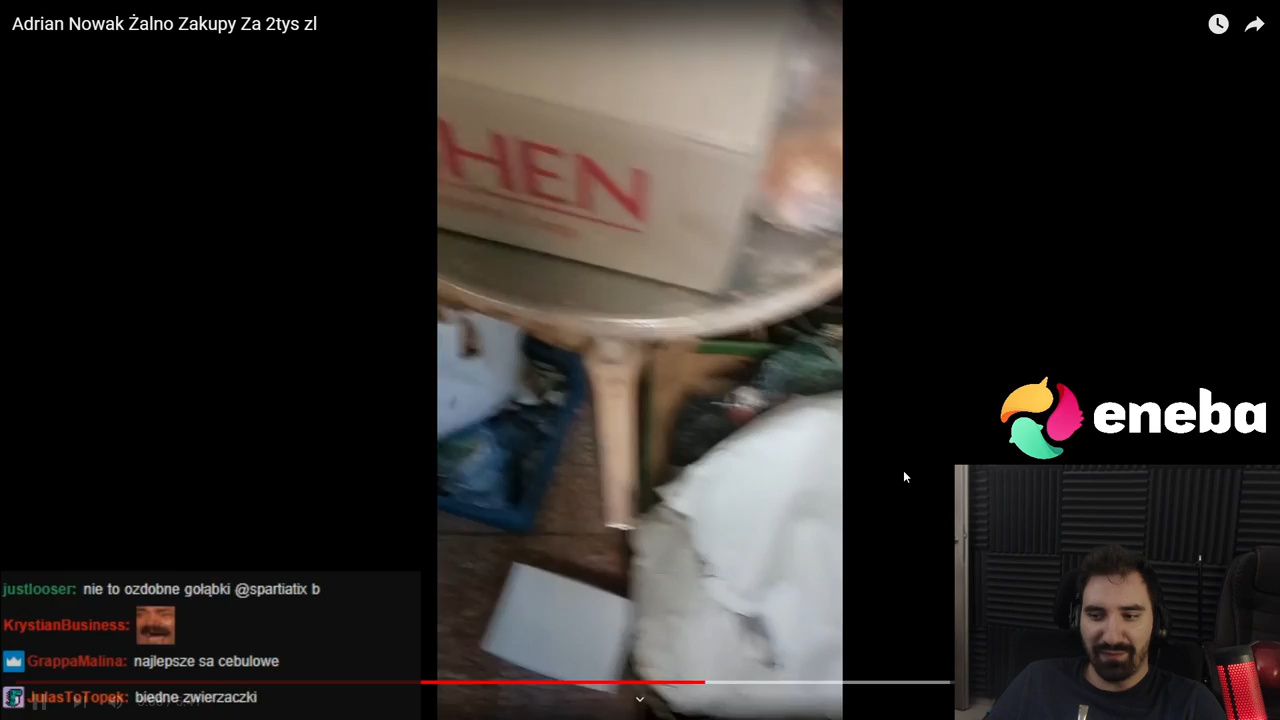 Adrian Nowak Żalno Zakupy Za 2tys zl
HEN
eneba
justlooser: nie to ozdobne gołąbki @spartiatix b
KrystianBusiness:
GrappaMalina: najlepsze sa cebulowe
JulasToTopek: biedne zwierzaczki